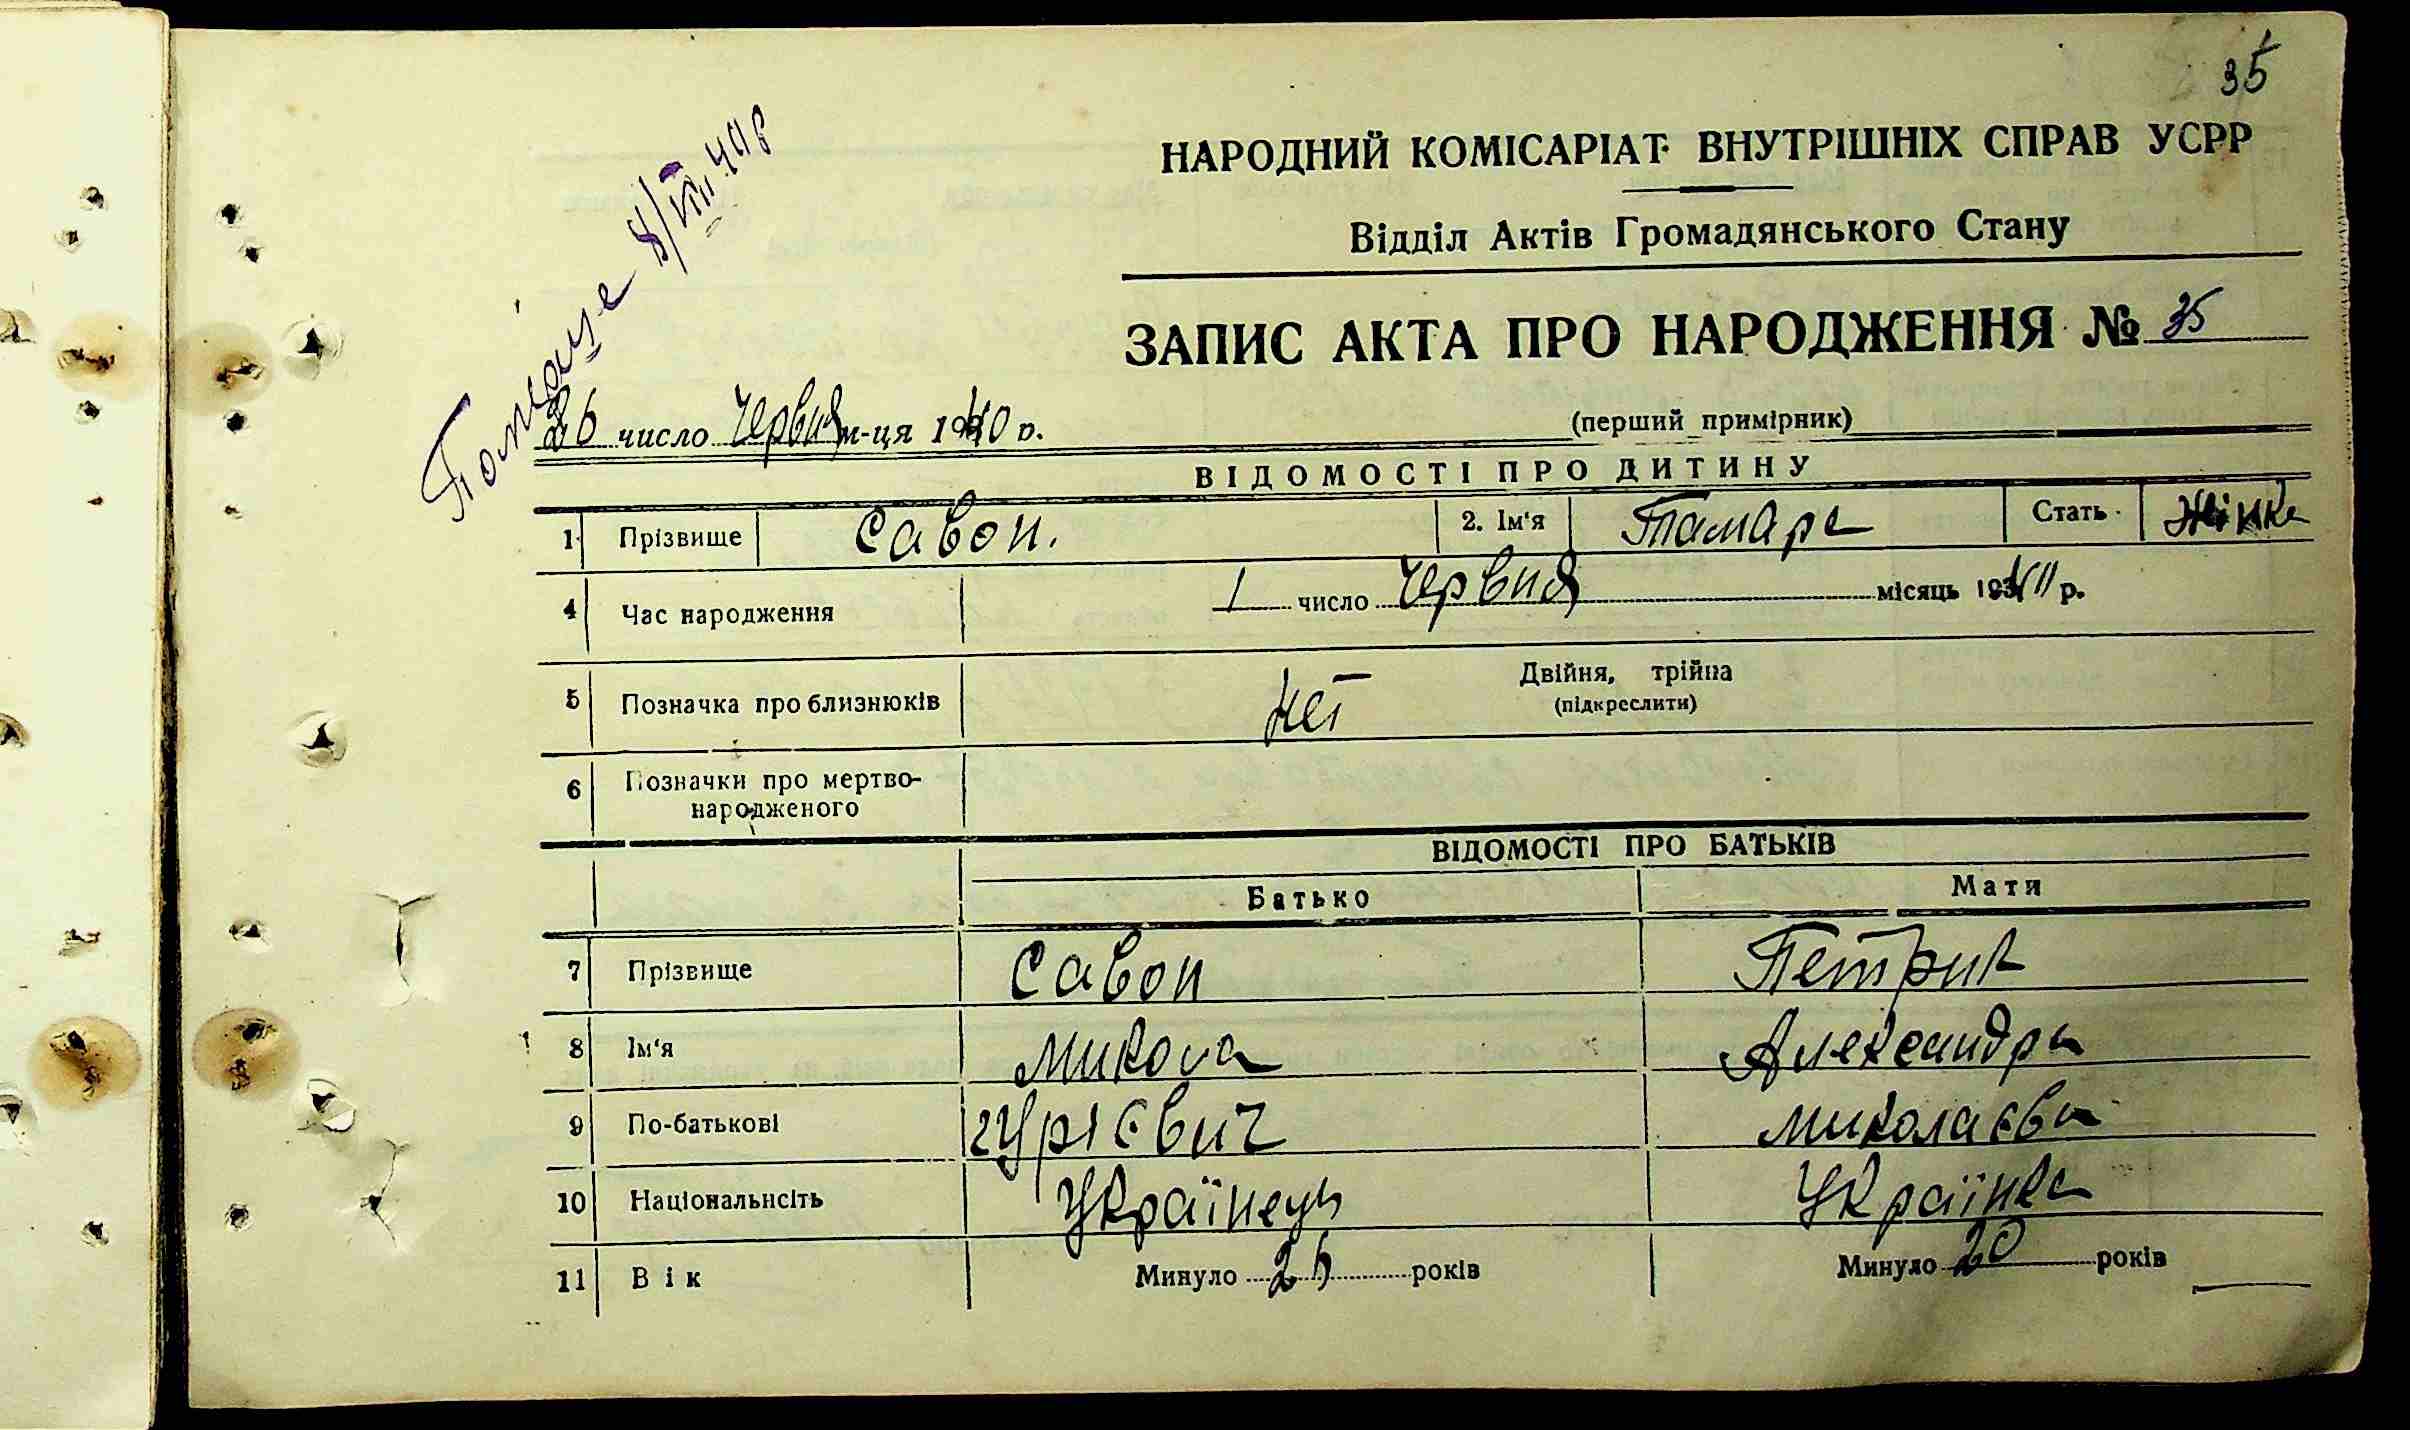 35
НАРОДНИЙ КОМІСАРІАТ ВНУТРІШНІХ СПРАВ УСРР
Відділ Актів Громадянського Стану
ЗАПИС АКТА ПРО НАРОДЖЕННЯ № 35
(перший примірник)
26 число Червня м-ця 1940 р.
ВІДОМОСТІ ПРО ДИТИНУ
1 Прізвище Савон. 2. Ім'я Тамара Стать Жінка
4 Час народження 1 число Червня місяць 19 р.
5 Позначка про близнюків нет Двійня, трійна
(підкреслити)
6 Позначки про мертво-
народженого
ВІДОМОСТІ ПРО БАТЬКІВ
Батько Мати
7 Прізвище Савон Петрик
8 Ім'я Микола Александра
9 По-батькові гурієвич миколаєвн
10 Національнсіть Українець Українка
11 Вік Минуло 25 років Минуло 20 років